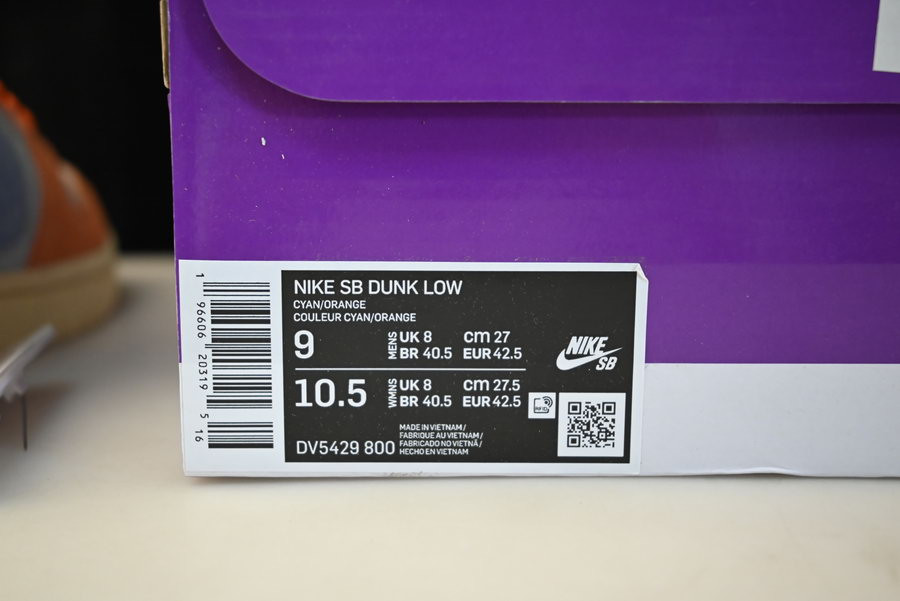 NIKE SB DUNK LOW
CYAN/ORANGE
COULEUR CYAN/ORANGE
9 MENS UK 8 cm 27
BR 40.5 EUR 42.5
10.5 WMNS UK 8 cm 27.5
BR 40.5 EUR 42.5
DV5429 800
MADE IN VIETNAM /
FABRIQUE AU VIETNAM /
FABRICADO NO VIETNÃ /
HECHO EN VIETNAM
NIKE
SB
RFID
1 96606 20319 5 16